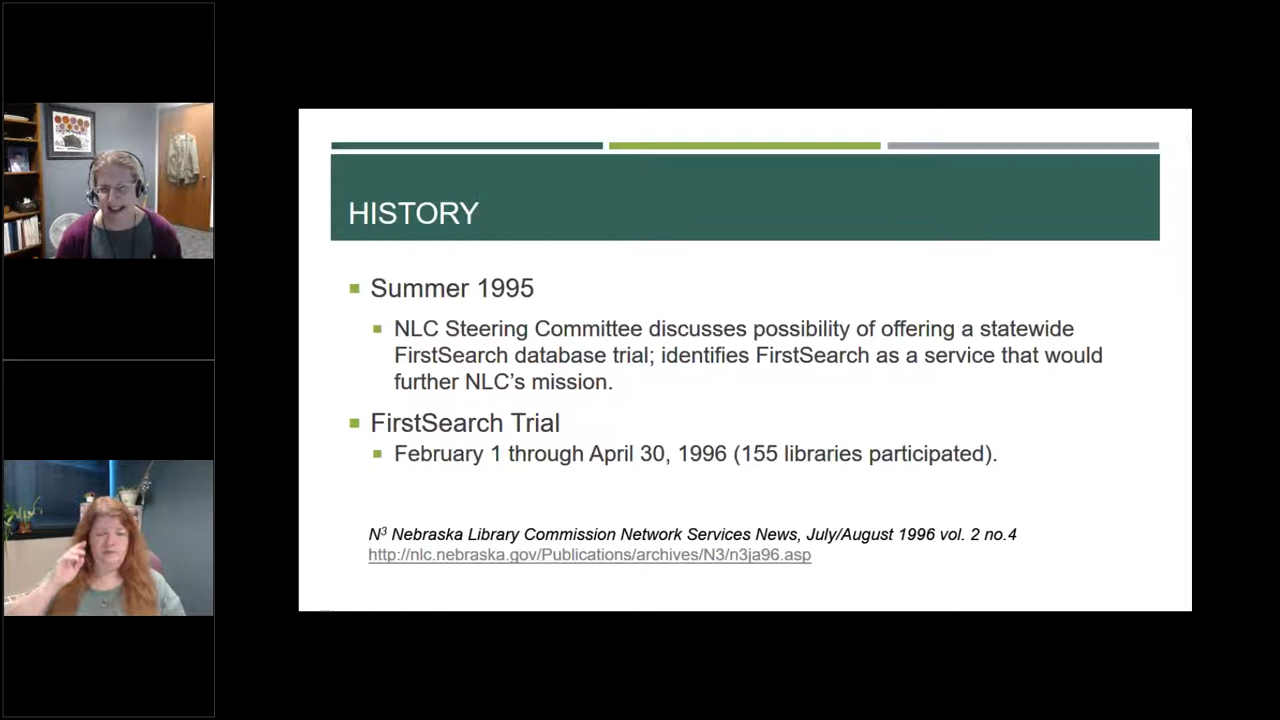 HISTORY
Summer 1995
NLC Steering Committee discusses possibility of offering a statewide
FirstSearch database trial; identifies FirstSearch as a service that would
further NLC's mission.
FirstSearch Trial
February 1 through April 30, 1996 (155 libraries participated).
N³ Nebraska Library Commission Network Services News, July/August 1996 vol. 2 no.4
http://nlc.nebraska.gov/Publications/archives/N3/n3ja96.asp